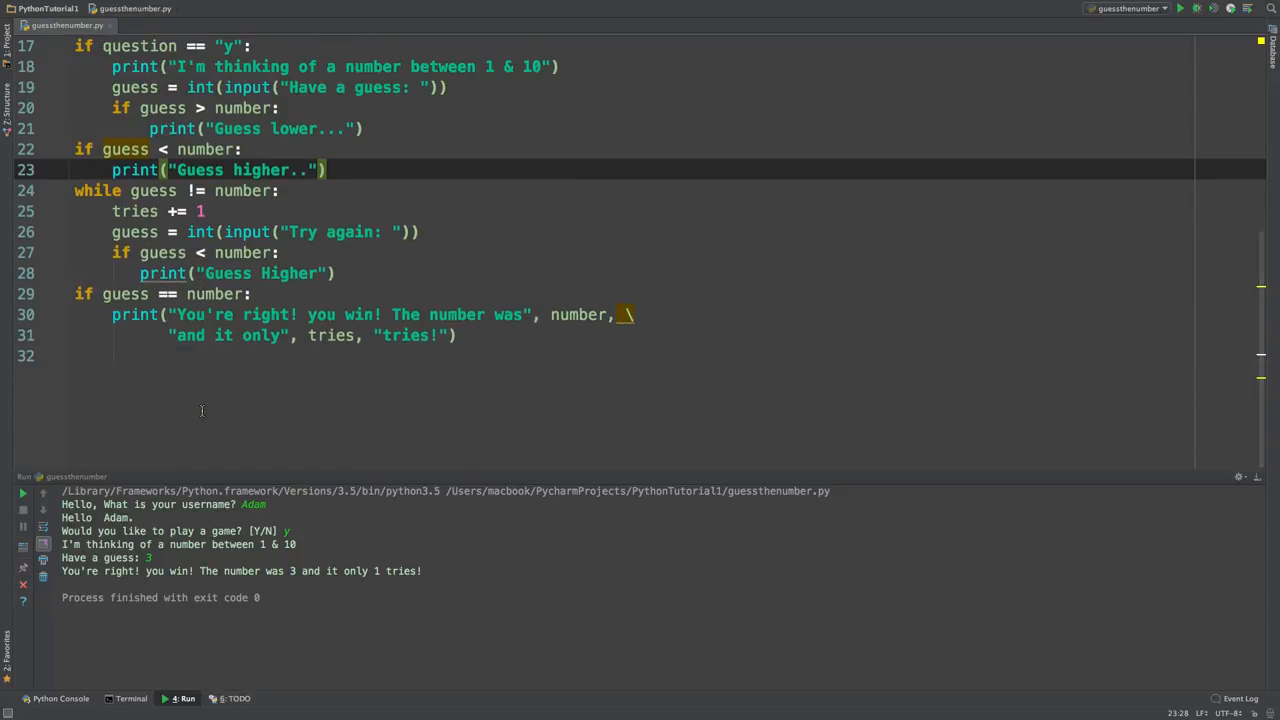 PythonTutorial1 guessthenumber.py guessthenumber
guessthenumber.py
1: Project
Z: Structure
2: Favorites
Database
17 if question == "y":
18 print("I'm thinking of a number between 1 & 10")
19 guess = int(input("Have a guess: "))
20 if guess > number:
21 print("Guess lower...")
22 if guess < number:
23 print("Guess higher..")
24 while guess != number:
25 tries += 1
26 guess = int(input("Try again: "))
27 if guess < number:
28 print("Guess Higher")
29 if guess == number:
30 print("You're right! you win! The number was", number, \
31 "and it only", tries, "tries!")
32
Run guessthenumber
/Library/Frameworks/Python.framework/Versions/3.5/bin/python3.5 /Users/macbook/PycharmProjects/PythonTutorial1/guessthenumber.py
Hello, What is your username? Adam
Hello  Adam.
Would you like to play a game? [Y/N] y
I'm thinking of a number between 1 & 10
Have a guess: 3
You're right! you win! The number was 3 and it only 1 tries!
Process finished with exit code 0
Python Console Terminal 4: Run 6: TODO Event Log
23:28 LF÷ UTF-8÷